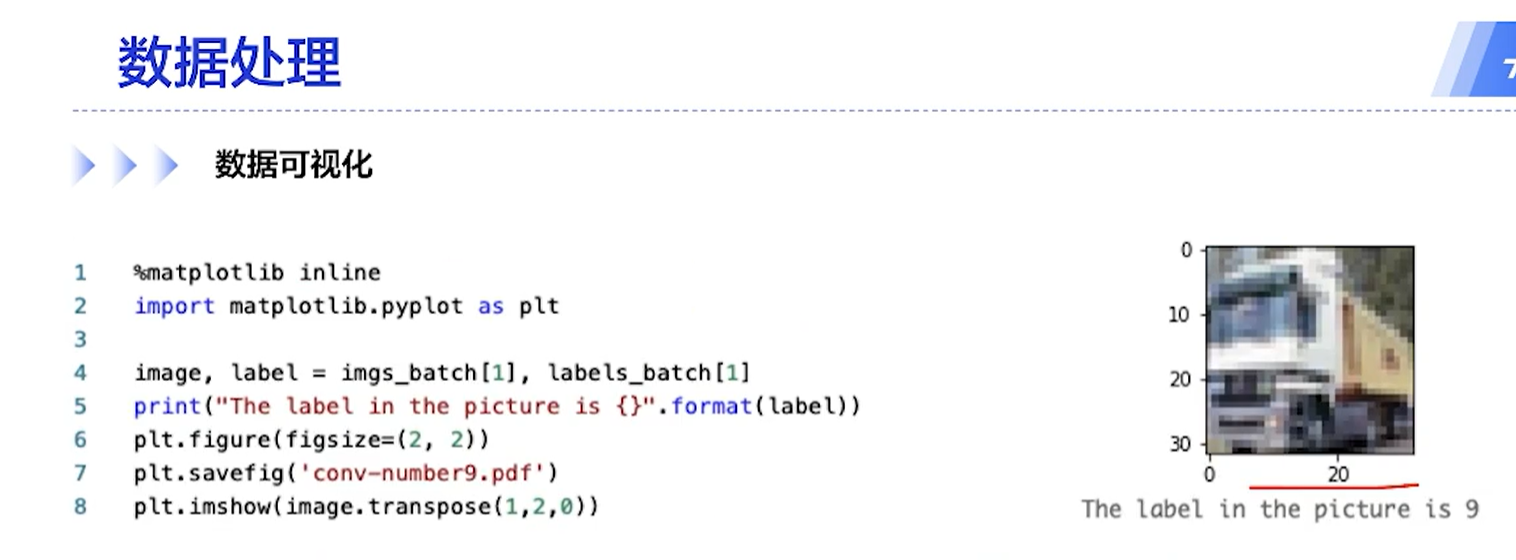 数据处理
7
数据可视化
1 %matplotlib inline
2 import matplotlib.pyplot as plt
3
4 image, label = imgs_batch[1], labels_batch[1]
5 print("The label in the picture is {}".format(label))
6 plt.figure(figsize=(2, 2))
7 plt.savefig('conv-number9.pdf')
8 plt.imshow(image.transpose(1,2,0))
0
10
20
30
0 20
The label in the picture is 9